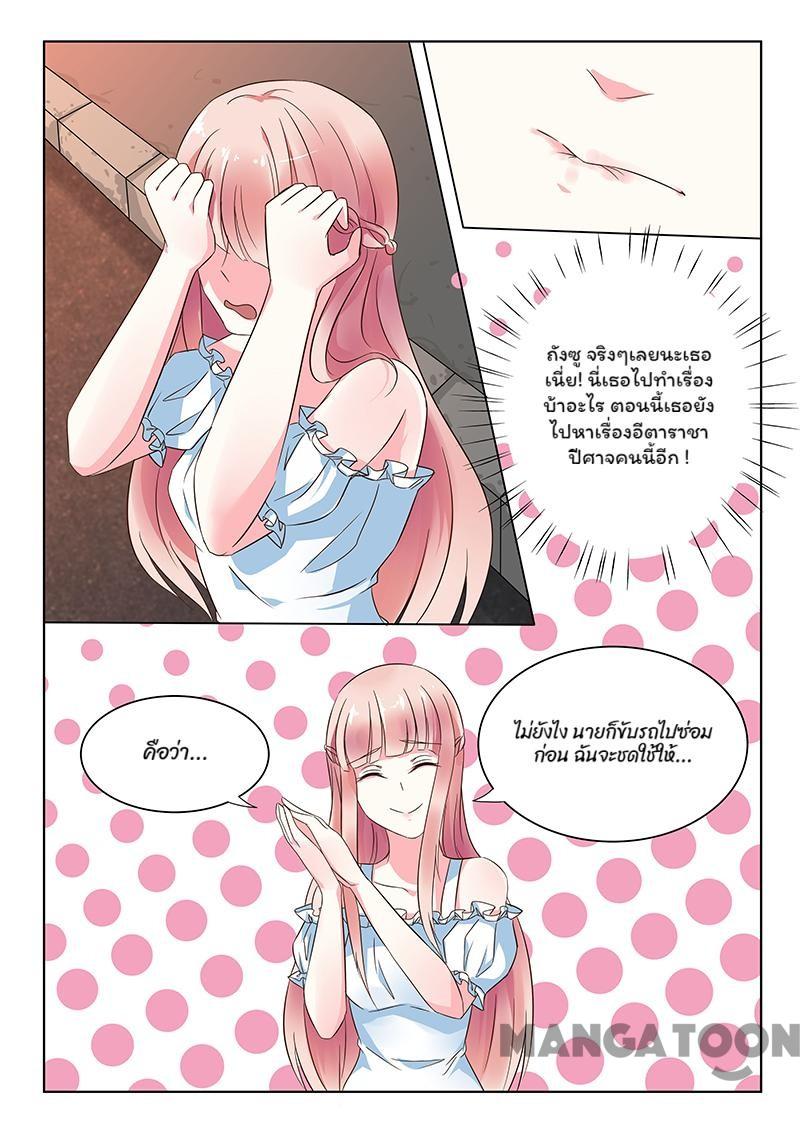 ถังซู จริงๆเลยนะเธอ
เนี่ย! นี่เธอไปทำเรื่อง
บ้าอะไร ตอนนี้เธอยัง
ไปหาเรื่องอีตาราชา
ปีศาจคนนี้อีก !
คือว่า...
ไม่ยังไง นายก็ขับรถไปซ่อม
ก่อน ฉันจะชดใช้ให้...
MANGATOON